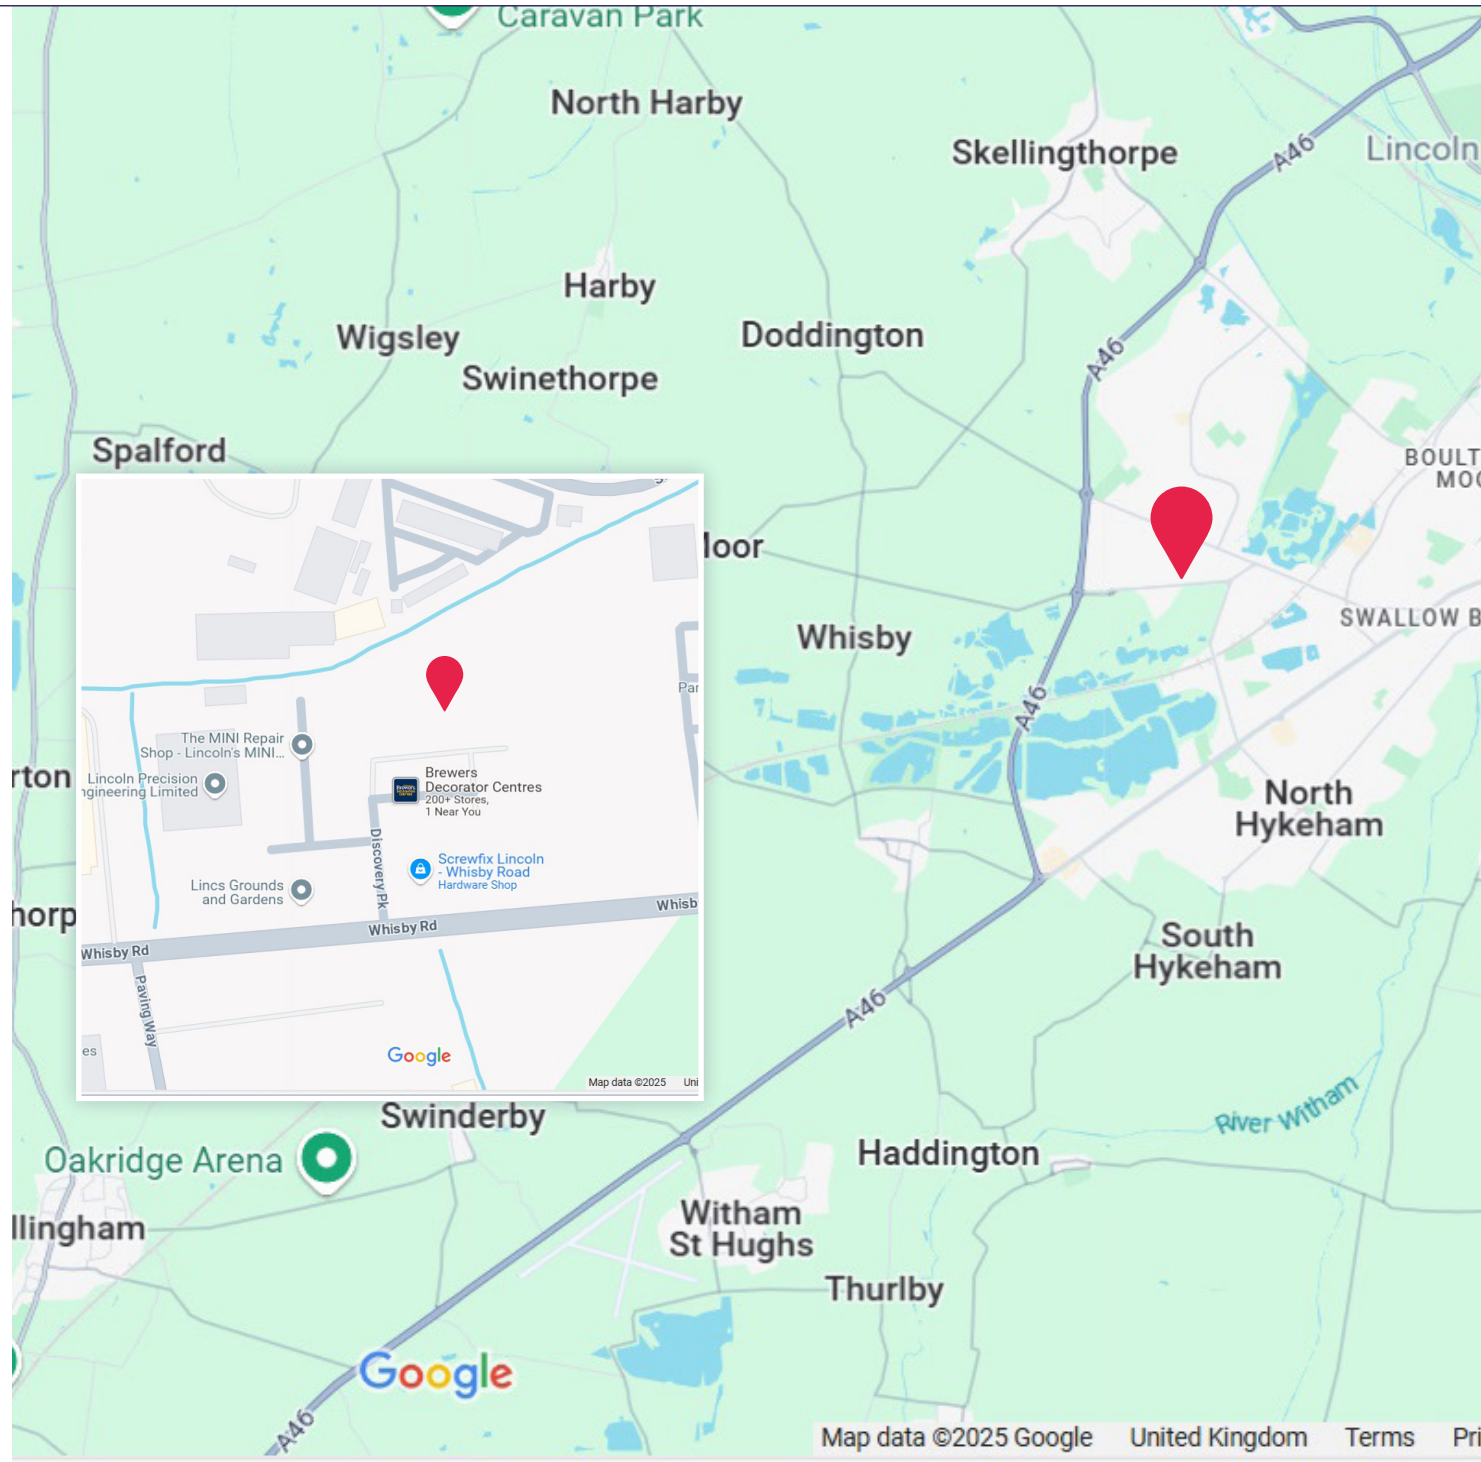 Caravan Park
North Harby
Skellingthorpe
A46
Lincoln
Harby
Wigsley
Doddington
A46
Swinethorpe
Spalford
BOULT
MOO
Moor
SWALLOW B
Whisby
A46
rton
North
Hykeham
horp
South
Hykeham
A46
River Witham
Swinderby
Haddington
Oakridge Arena
llingham
Witham
St Hughs
Thurlby
Google
A46
Map data ©2025 Google United Kingdom Terms Pri
Par
The MINI Repair
Shop - Lincoln's MINI...
Lincoln Precision
ngineering Limited
Brewers
Decorator Centres
200+ Stores,
1 Near You
Discovery Pk
Screwfix Lincoln
- Whisby Road
Hardware Shop
Lincs Grounds
and Gardens
Whisb
Whisby Rd
Whisby Rd
Paving Way
es
Google
Map data ©2025 Uni